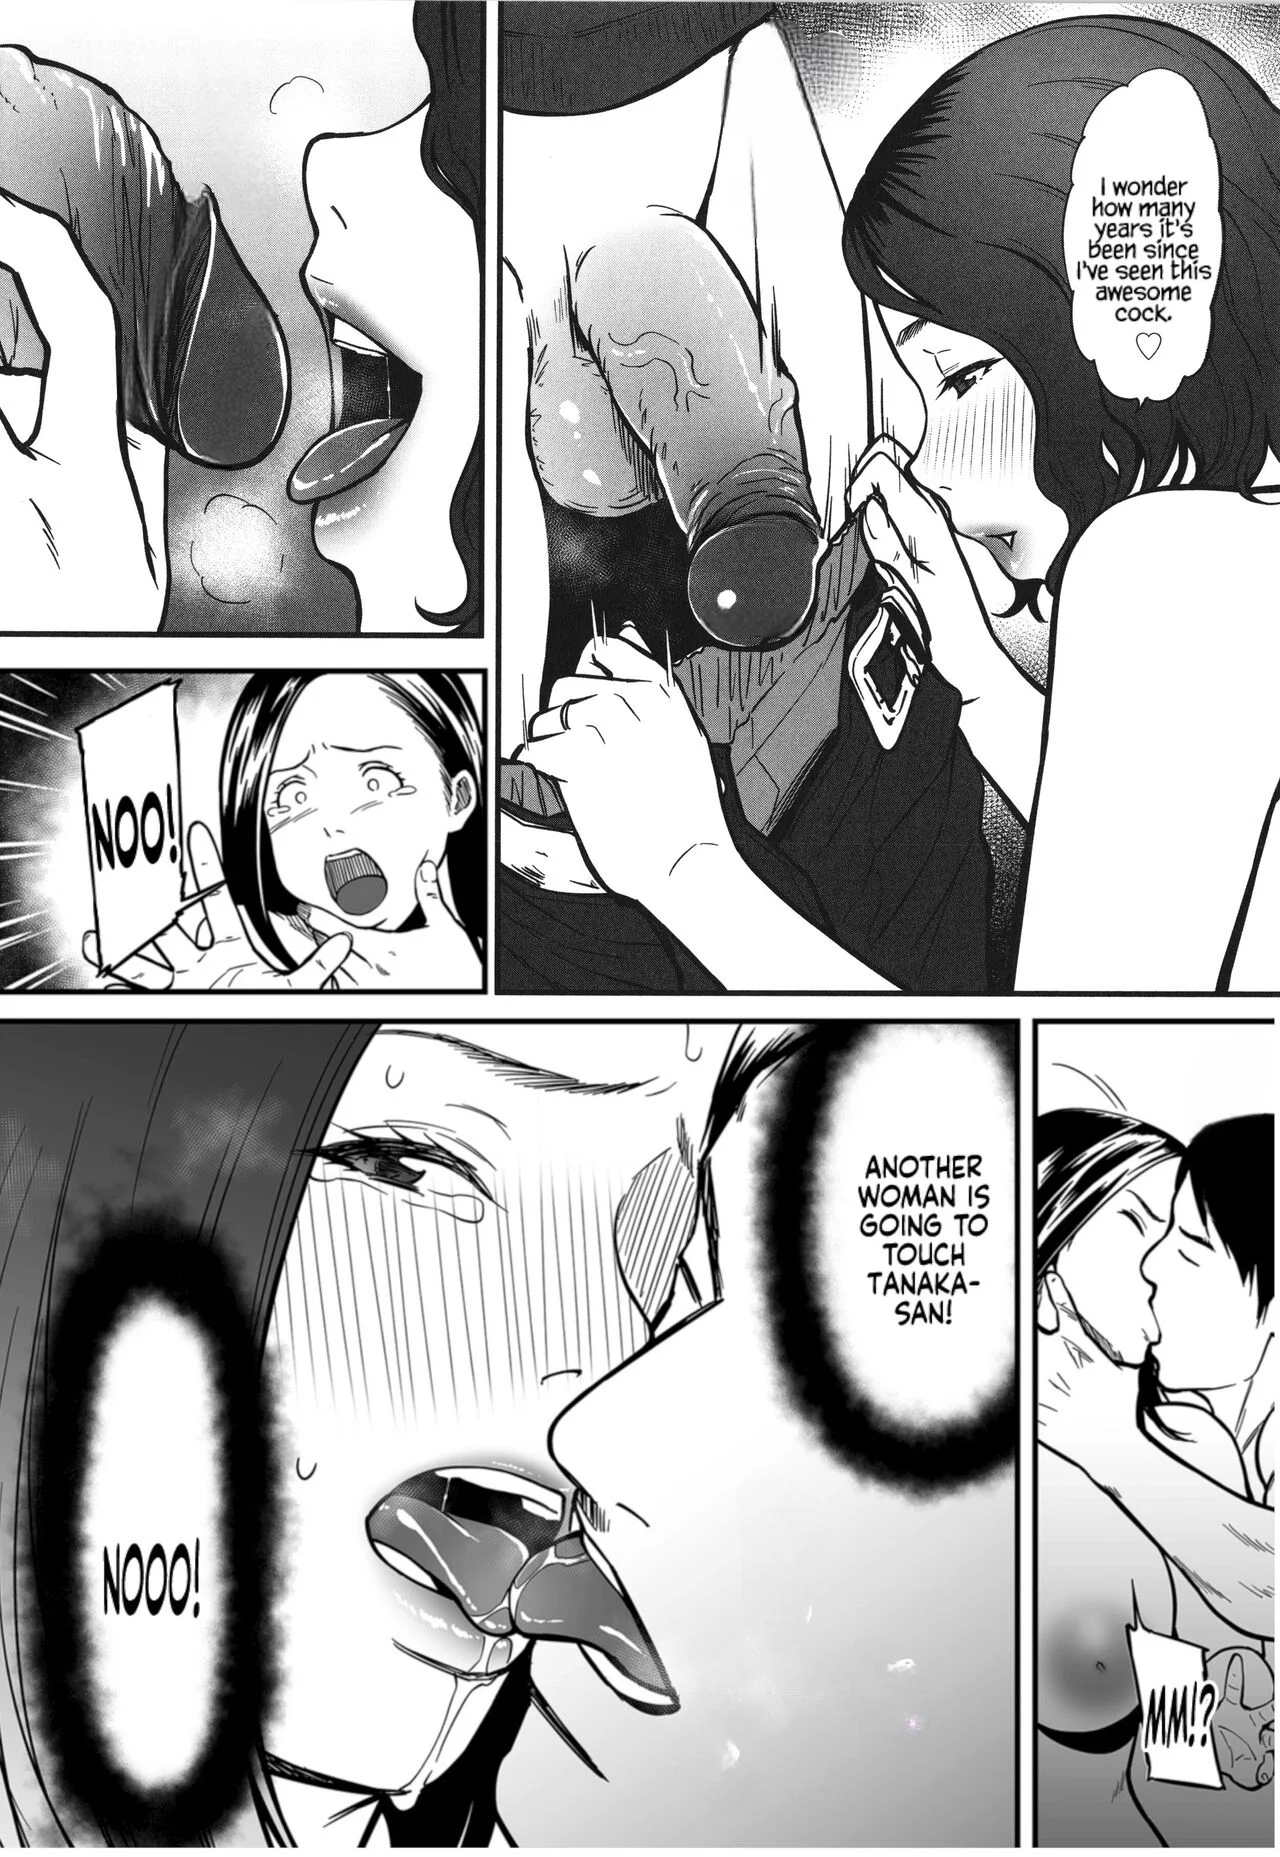 I wonder
how many
years it's
been since
I've seen this
awesome
cock.
♡
NOO!
MM!?
ANOTHER
WOMAN IS
GOING TO
TOUCH
TANAKA-
SAN!
NOOO!